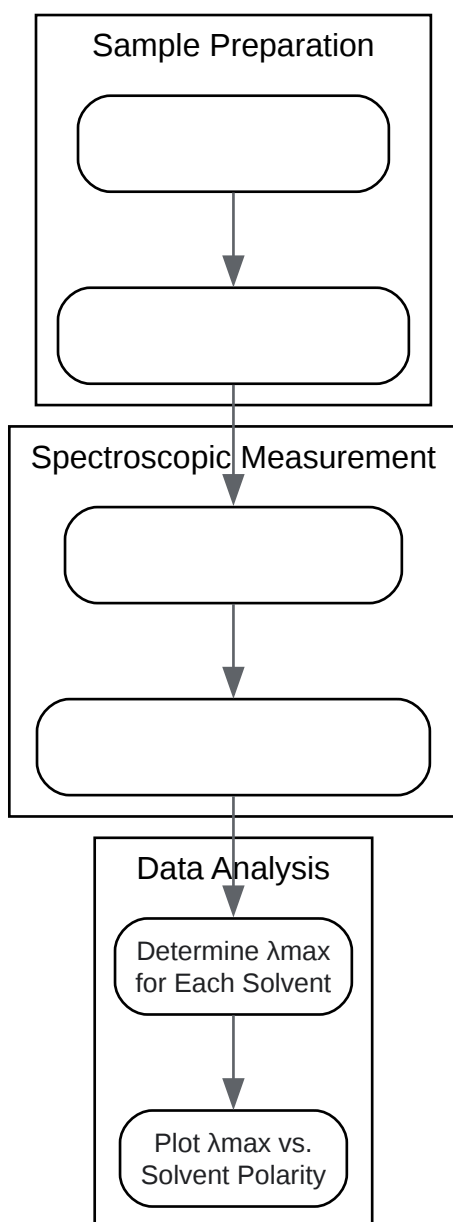 Sample Preparation
Spectroscopic Measurement
Data Analysis
Determine λmax
for Each Solvent
Plot λmax vs.
Solvent Polarity